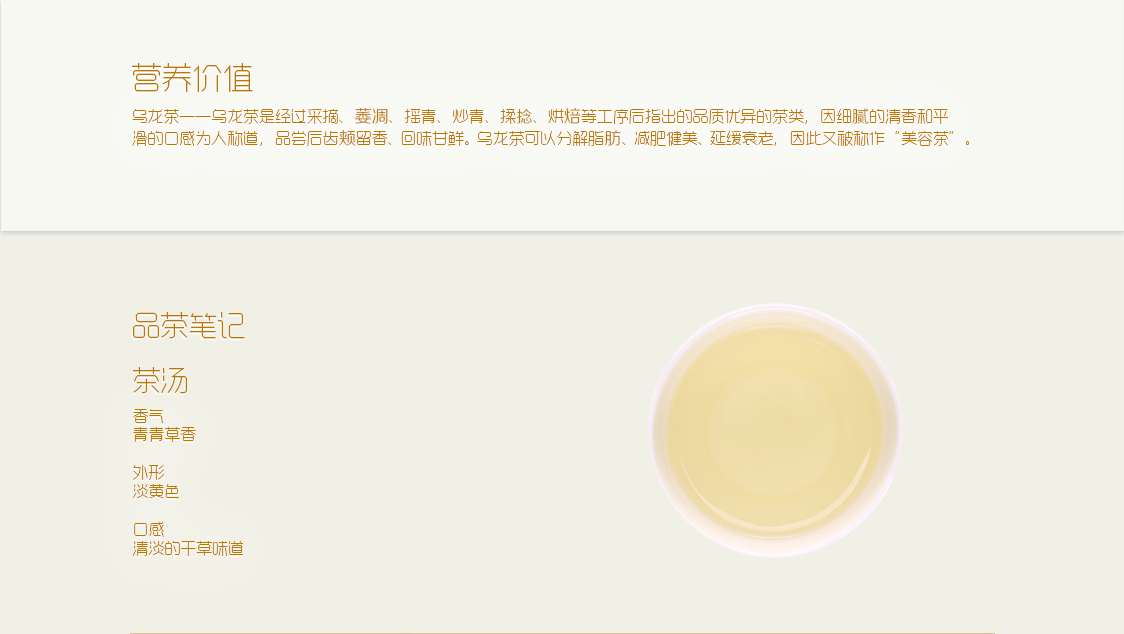 营养价值
乌龙茶——乌龙茶是经过采摘、萎凋、摇青、炒青、揉捻、烘焙等工序后指出的品质优异的茶类，因细腻的清香和平
滑的口感为人称道，品尝后齿颊留香、回味甘鲜。乌龙茶可以分解脂肪、减肥健美、延缓衰老，因此又被称作“美容茶”。
品茶笔记
茶汤
香气
青青草香
外形
淡黄色
口感
清淡的干草味道